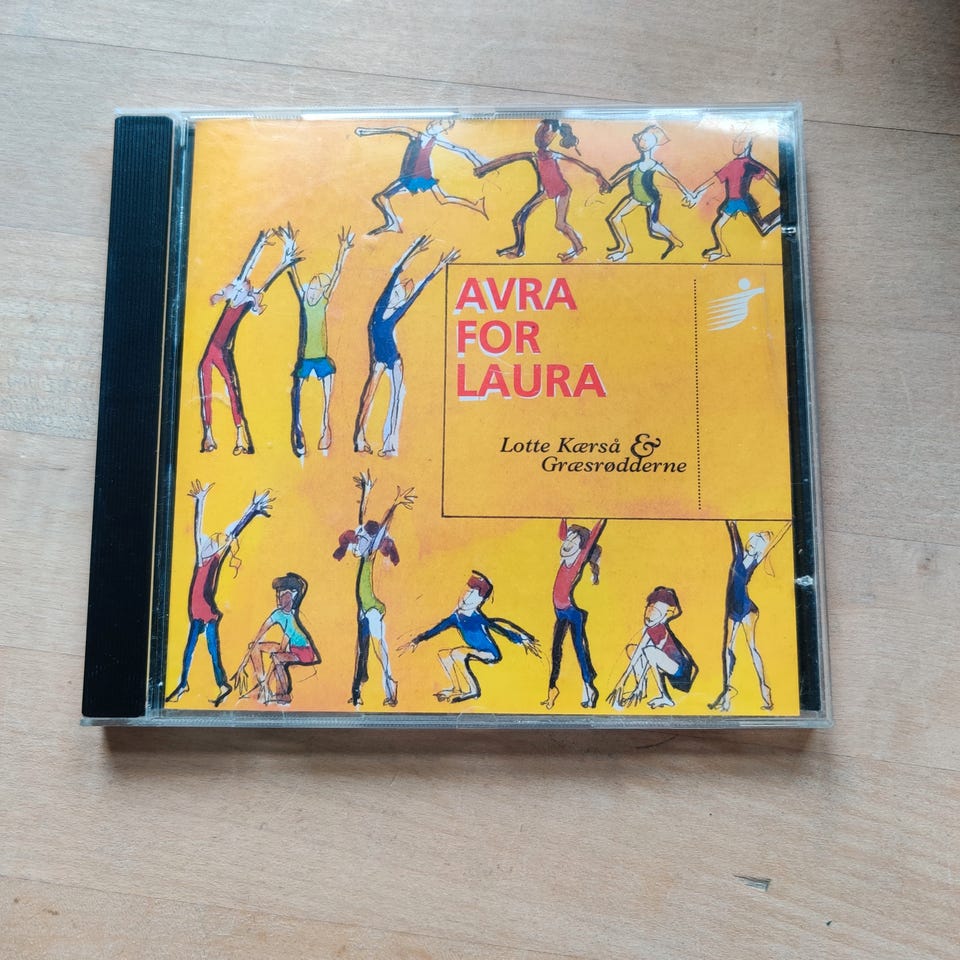 AVRA
FOR
LAURA
Lotte Kærså &
Græsrødderne